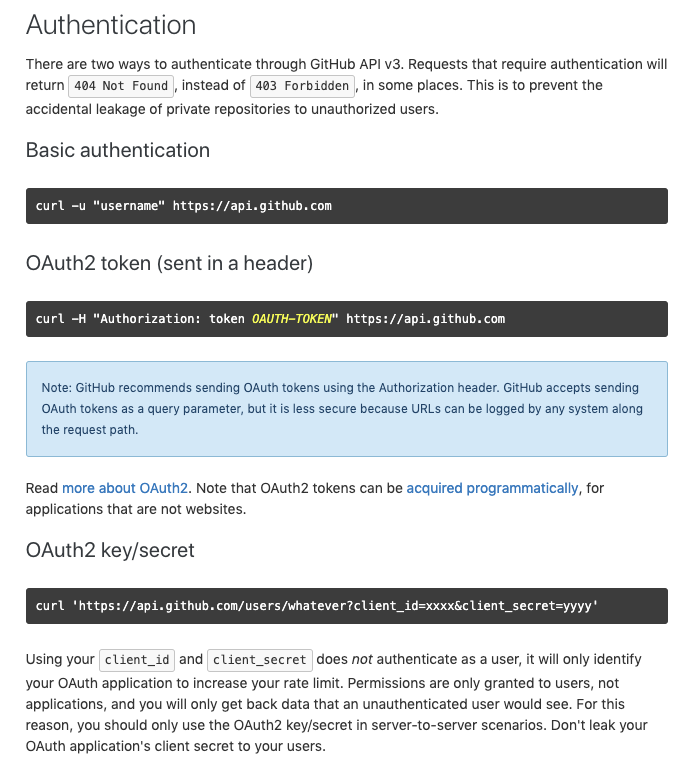 Authentication
There are two ways to authenticate through GitHub API v3. Requests that require authentication will
return 404 Not Found, instead of 403 Forbidden, in some places. This is to prevent the
accidental leakage of private repositories to unauthorized users.
Basic authentication
curl -u "username" https://api.github.com
OAuth2 token (sent in a header)
curl -H "Authorization: token OAUTH-TOKEN" https://api.github.com
Note: GitHub recommends sending OAuth tokens using the Authorization header. GitHub accepts sending
OAuth tokens as a query parameter, but it is less secure because URLs can be logged by any system along
the request path.
Read more about OAuth2. Note that OAuth2 tokens can be acquired programmatically, for
applications that are not websites.
OAuth2 key/secret
curl 'https://api.github.com/users/whatever?client_id=xxxx&client_secret=yyyy'
Using your client_id and client_secret does not authenticate as a user, it will only identify
your OAuth application to increase your rate limit. Permissions are only granted to users, not
applications, and you will only get back data that an unauthenticated user would see. For this
reason, you should only use the OAuth2 key/secret in server-to-server scenarios. Don't leak your
OAuth application's client secret to your users.